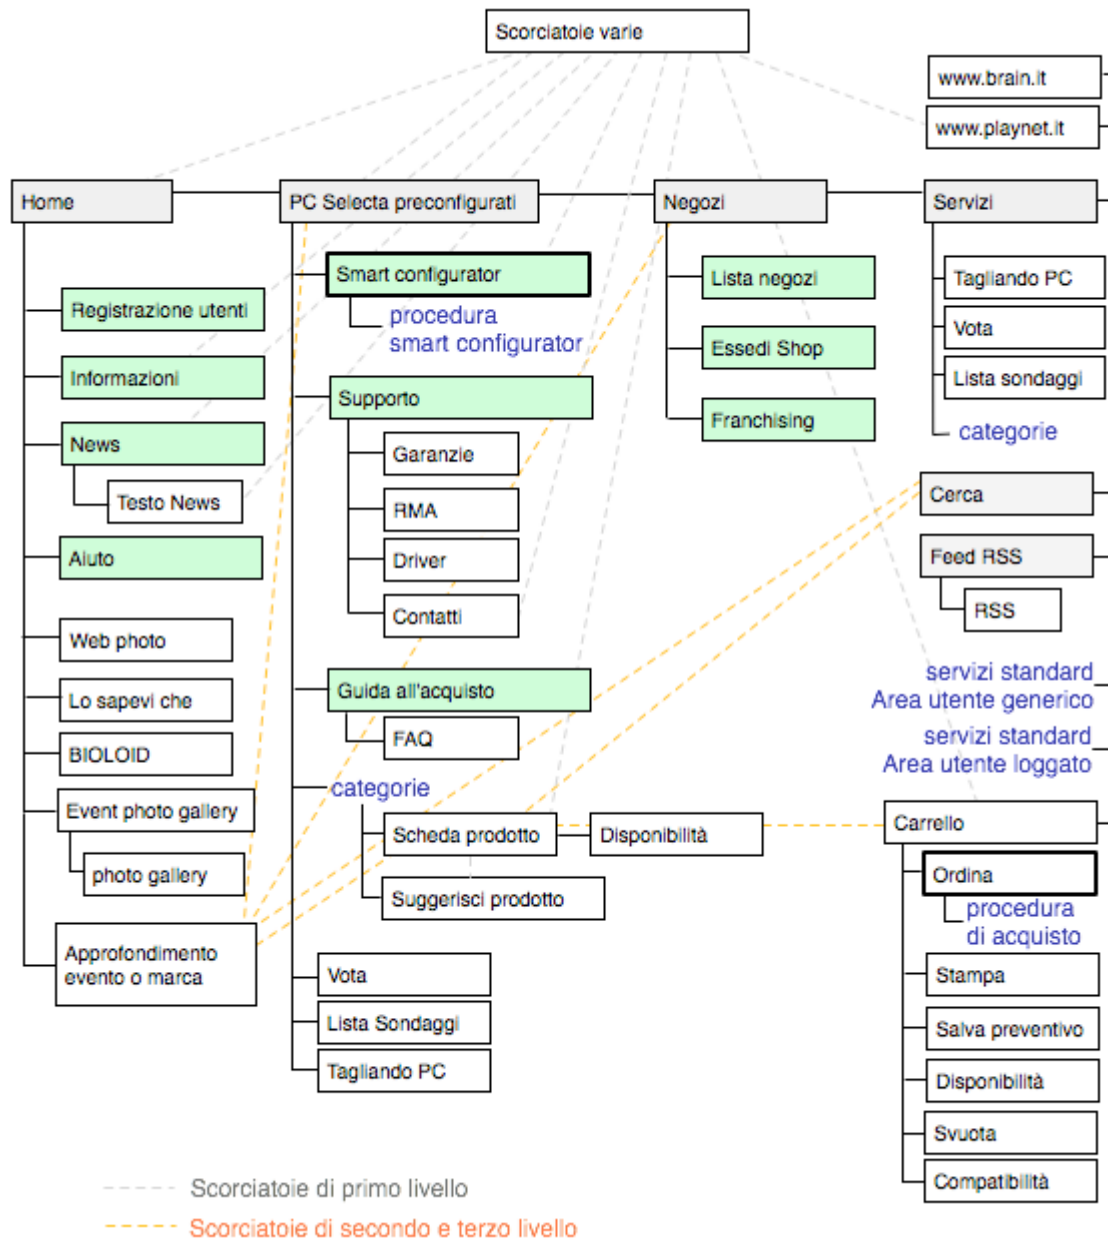 Scorciatoie varie
www.brain.it
www.playnet.it
Home
Registrazione utenti
Informazioni
News
Testo News
Aiuto
Web photo
Lo sapevi che
BIOLOID
Event photo gallery
photo gallery
Approfondimento
evento o marca
PC Selecta preconfigurati
Smart configurator
procedura
smart configurator
Supporto
Garanzie
RMA
Driver
Contatti
Guida all'acquisto
FAQ
categorie
Scheda prodotto
Disponibilità
Suggerisci prodotto
Vota
Lista Sondaggi
Tagliando PC
Negozi
Lista negozi
Essedi Shop
Franchising
Servizi
Tagliando PC
Vota
Lista sondaggi
categorie
Cerca
Feed RSS
RSS
servizi standard
Area utente generico
servizi standard
Area utente loggato
Carrello
Ordina
procedura
di acquisto
Stampa
Salva preventivo
Disponibilità
Svuota
Compatibilità
Scorciatoie di primo livello
Scorciatoie di secondo e terzo livello